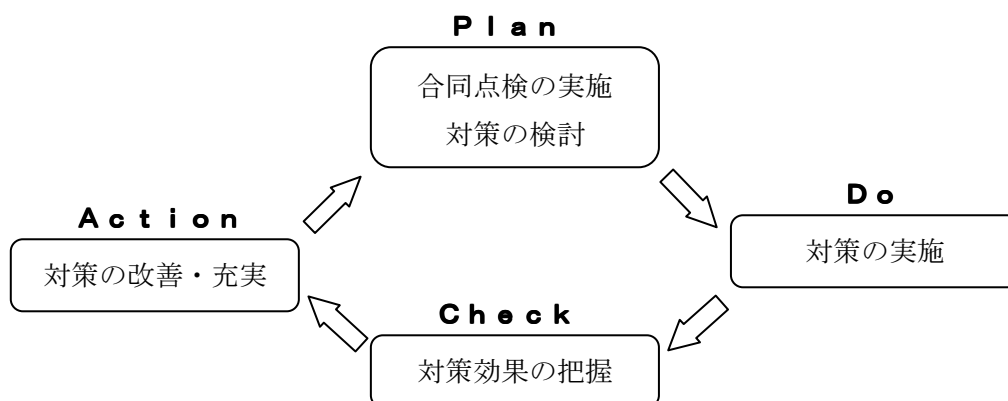 Ｐｌａｎ
合同点検の実施
対策の検討
Ｄｏ
対策の実施
Ｃｈｅｃｋ
対策効果の把握
Ａｃｔｉｏｎ
対策の改善・充実